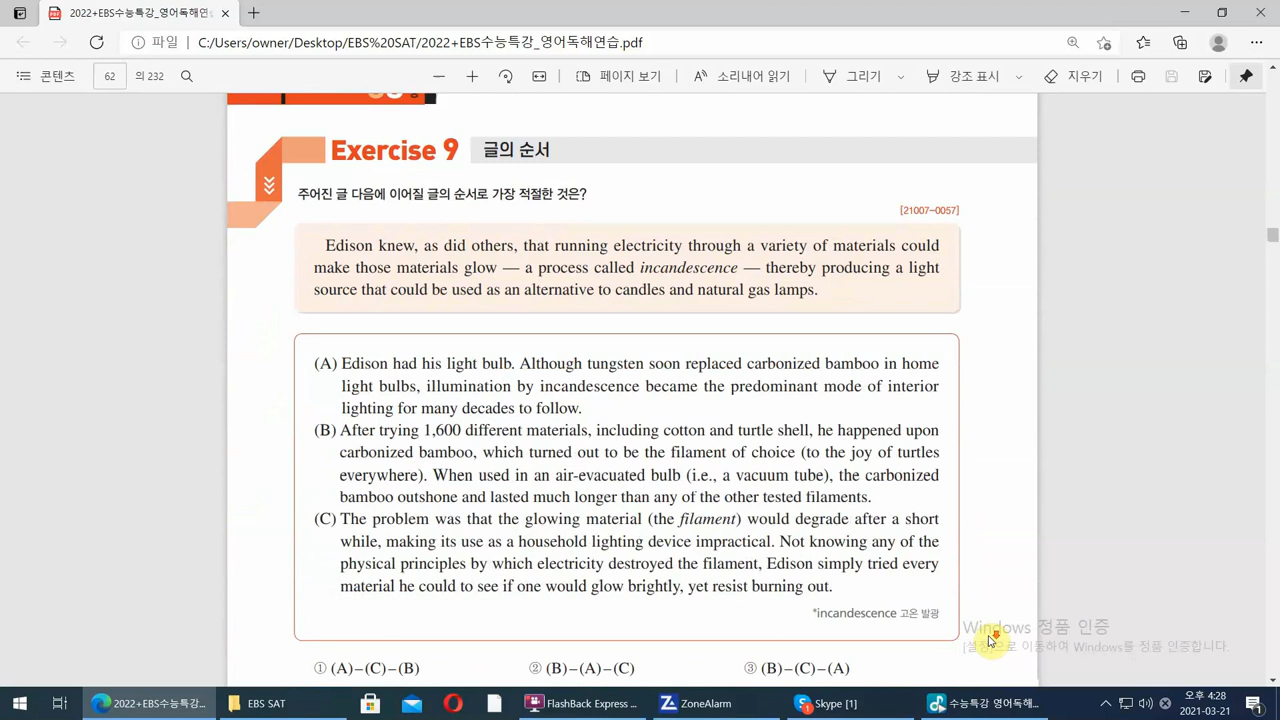 2022+EBS수능특강_영어독해연습
파일 C:/Users/owner/Desktop/EBS%20SAT/2022+EBS수능특강_영어독해연습.pdf
콘텐츠 62 의 232 페이지 보기 소리내어 읽기 그리기 강조 표시 지우기
Exercise 9 글의 순서
주어진 글 다음에 이어질 글의 순서로 가장 적절한 것은?
[21007-0057]
Edison knew, as did others, that running electricity through a variety of materials could
make those materials glow — a process called incandescence — thereby producing a light
source that could be used as an alternative to candles and natural gas lamps.
(A) Edison had his light bulb. Although tungsten soon replaced carbonized bamboo in home
light bulbs, illumination by incandescence became the predominant mode of interior
lighting for many decades to follow.
(B) After trying 1,600 different materials, including cotton and turtle shell, he happened upon
carbonized bamboo, which turned out to be the filament of choice (to the joy of turtles
everywhere). When used in an air-evacuated bulb (i.e., a vacuum tube), the carbonized
bamboo outshone and lasted much longer than any of the other tested filaments.
(C) The problem was that the glowing material (the filament) would degrade after a short
while, making its use as a household lighting device impractical. Not knowing any of the
physical principles by which electricity destroyed the filament, Edison simply tried every
material he could to see if one would glow brightly, yet resist burning out.
*incandescence 고온 발광
Windows 정품 인증
[설정]으로 이동하여 Windows를 정품 인증합니다.
① (A)-(C)-(B) ② (B)-(A)-(C) ③ (B)-(C)-(A)
2022+EBS수능특강_... EBS SAT FlashBack Express ... ZoneAlarm Skype [1] 수능특강 영어독해... 오후 4:28
2021-03-21